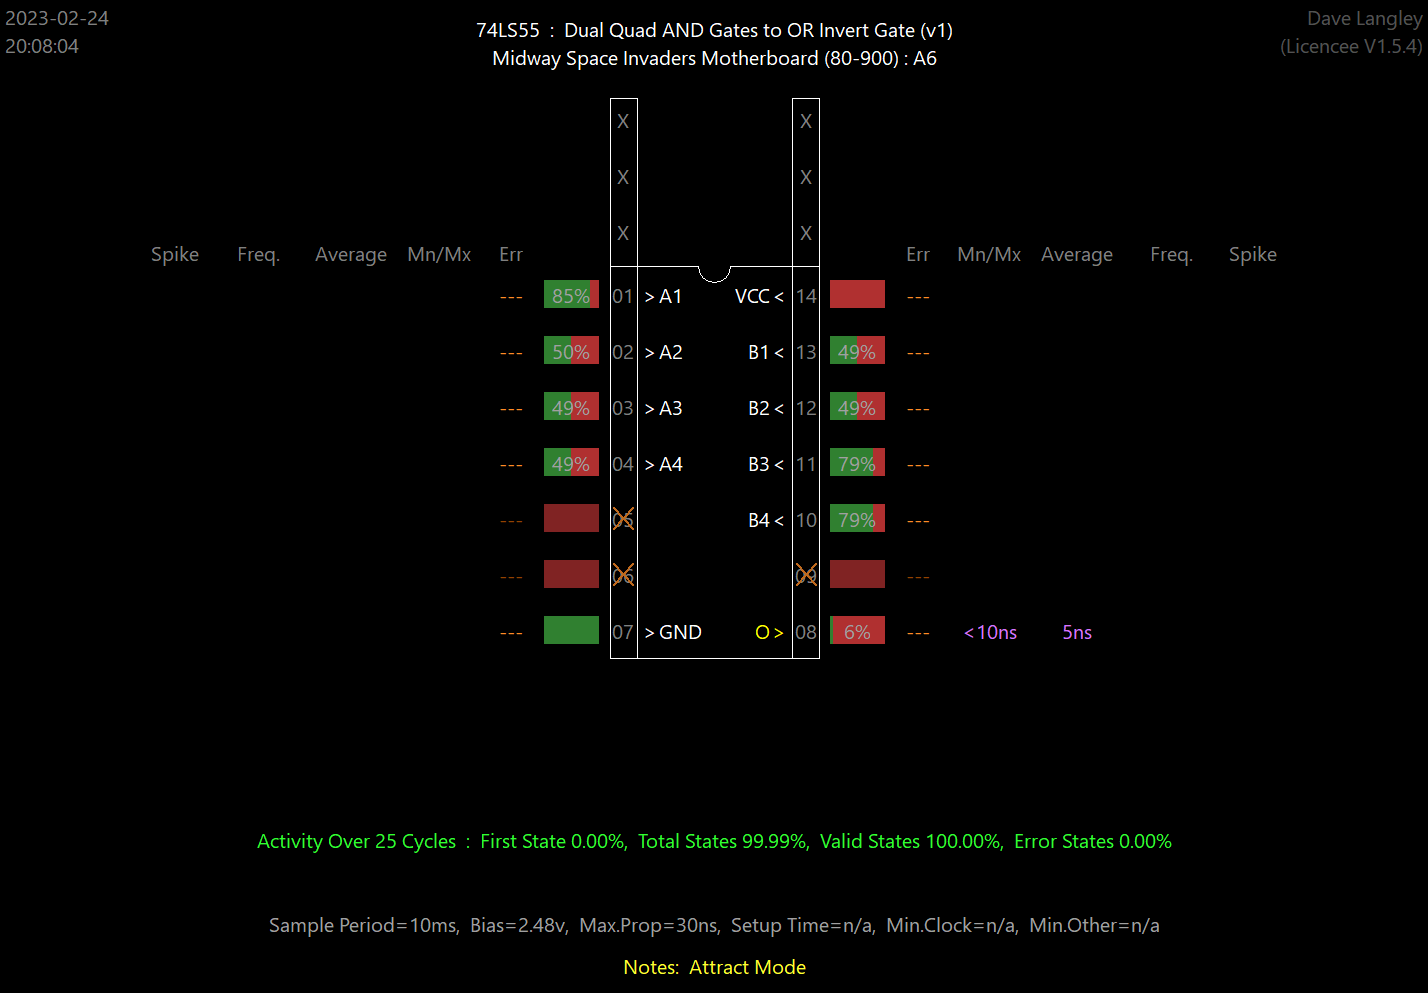 2023-02-24
20:08:04
74LS55 : Dual Quad AND Gates to OR Invert Gate (v1)
Midway Space Invaders Motherboard (80-900) : A6
Dave Langley
(Licencee V1.5.4)
X X
X X
X X
Spike Freq. Average Mn/Mx Err Err Mn/Mx Average Freq. Spike
--- 85% 01 > A1 VCC < 14 ---
--- 50% 02 > A2 B1 < 13 49% ---
--- 49% 03 > A3 B2 < 12 49% ---
--- 49% 04 > A4 B3 < 11 79% ---
--- 05 B4 < 10 79% ---
--- 06 09 ---
--- 07 > GND O > 08 6% --- <10ns 5ns
Activity Over 25 Cycles : First State 0.00%, Total States 99.99%, Valid States 100.00%, Error States 0.00%
Sample Period=10ms, Bias=2.48v, Max.Prop=30ns, Setup Time=n/a, Min.Clock=n/a, Min.Other=n/a
Notes: Attract Mode